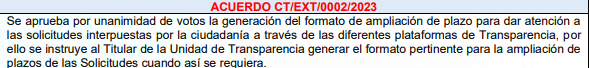 ACUERDO CT/EXT/0002/2023
Se aprueba por unanimidad de votos la generación del formato de ampliación de plazo para dar atención a
las solicitudes interpuestas por la ciudadanía a través de las diferentes plataformas de Transparencia, por
ello se instruye al Titular de la Unidad de Transparencia generar el formato pertinente para la ampliación de
plazos de las Solicitudes cuando así se requiera.